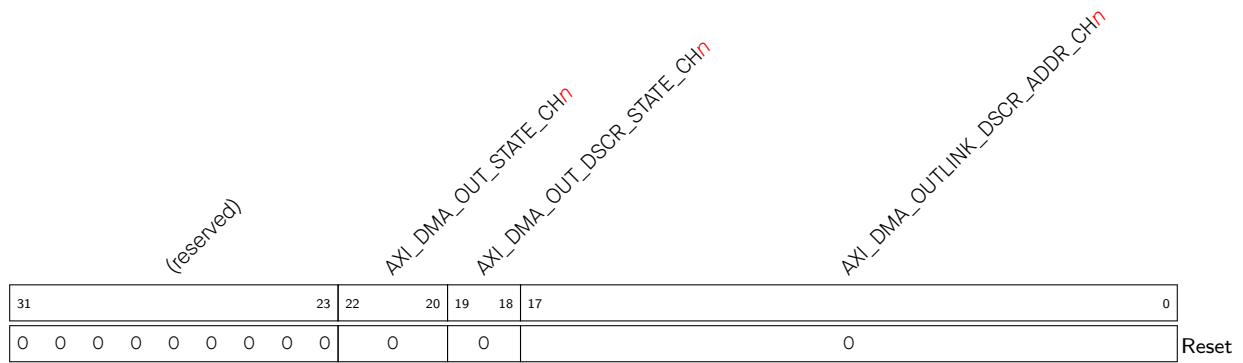 (reserved)
AXI_DMA_OUT_STATE_CHn
AXI_DMA_OUT_DSCR_STATE_CHn
AXI_DMA_OUTLINK_DSCR_ADDR_CHn
31 23 22 20 19 18 17 0
0 0 0 0 0 0 0 0 0 0 0 0 Reset